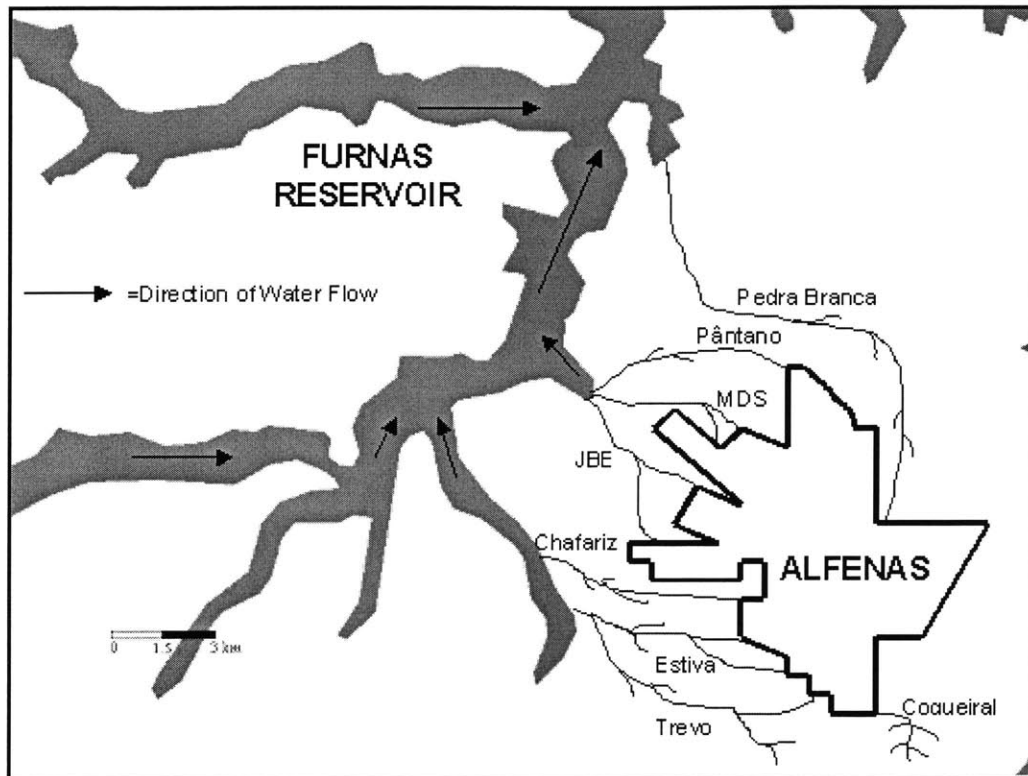 FURNAS
RESERVOIR
=Direction of Water Flow
Pedra Branca
Pântano
MDS
JBE
Chafariz
ALFENAS
0 1.5 3 km
Estiva
Trevo
Coqueiral